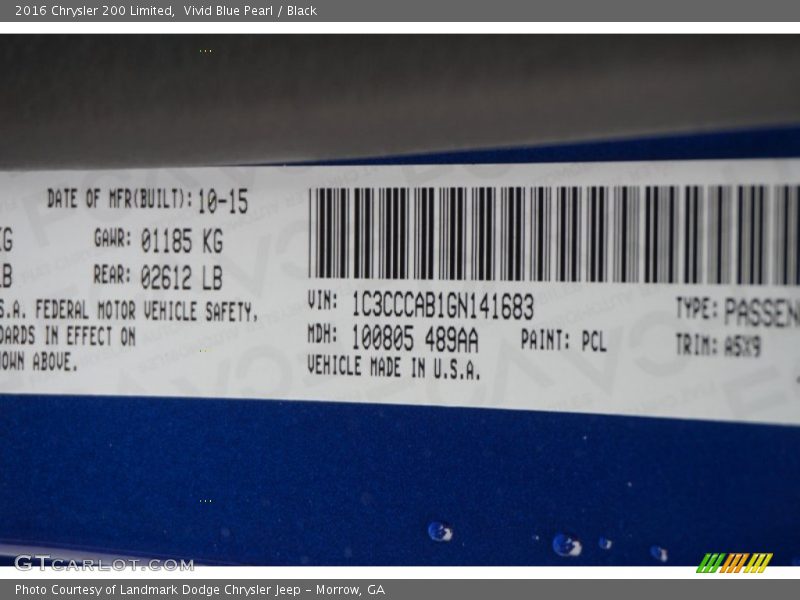 2016 Chrysler 200 Limited, Vivid Blue Pearl / Black
DATE OF MFR(BUILT): 10-15
KG GAWR: 01185 KG
LB REAR: 02612 LB
S.A. FEDERAL MOTOR VEHICLE SAFETY,
DARDS IN EFFECT ON
OWN ABOVE.
VIN: 1C3CCCAB1GN141683
MDH: 100805 489AA PAINT: PCL
VEHICLE MADE IN U.S.A.
TYPE: PASSEN
TRIM: A5X9
GTCARLOT.COM
Photo Courtesy of Landmark Dodge Chrysler Jeep - Morrow, GA